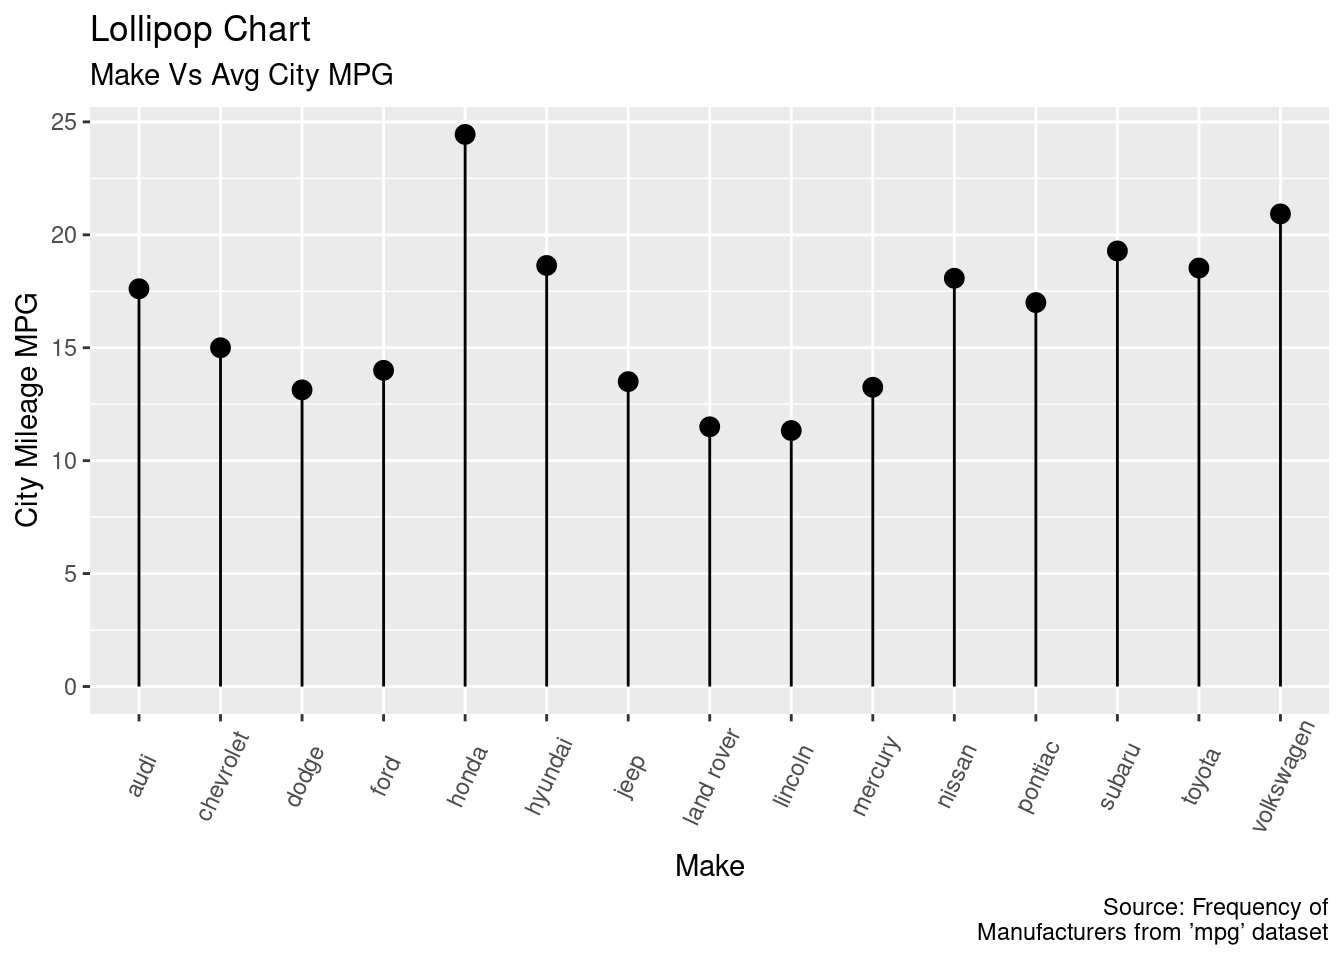 Lollipop Chart
Make Vs Avg City MPG
City Mileage MPG
25
20
15
10
5
0
audi
chevrolet
dodge
ford
honda
hyundai
jeep
land rover
lincoln
mercury
nissan
pontiac
subaru
toyota
volkswagen
Make
Source: Frequency of
Manufacturers from ’mpg’ dataset